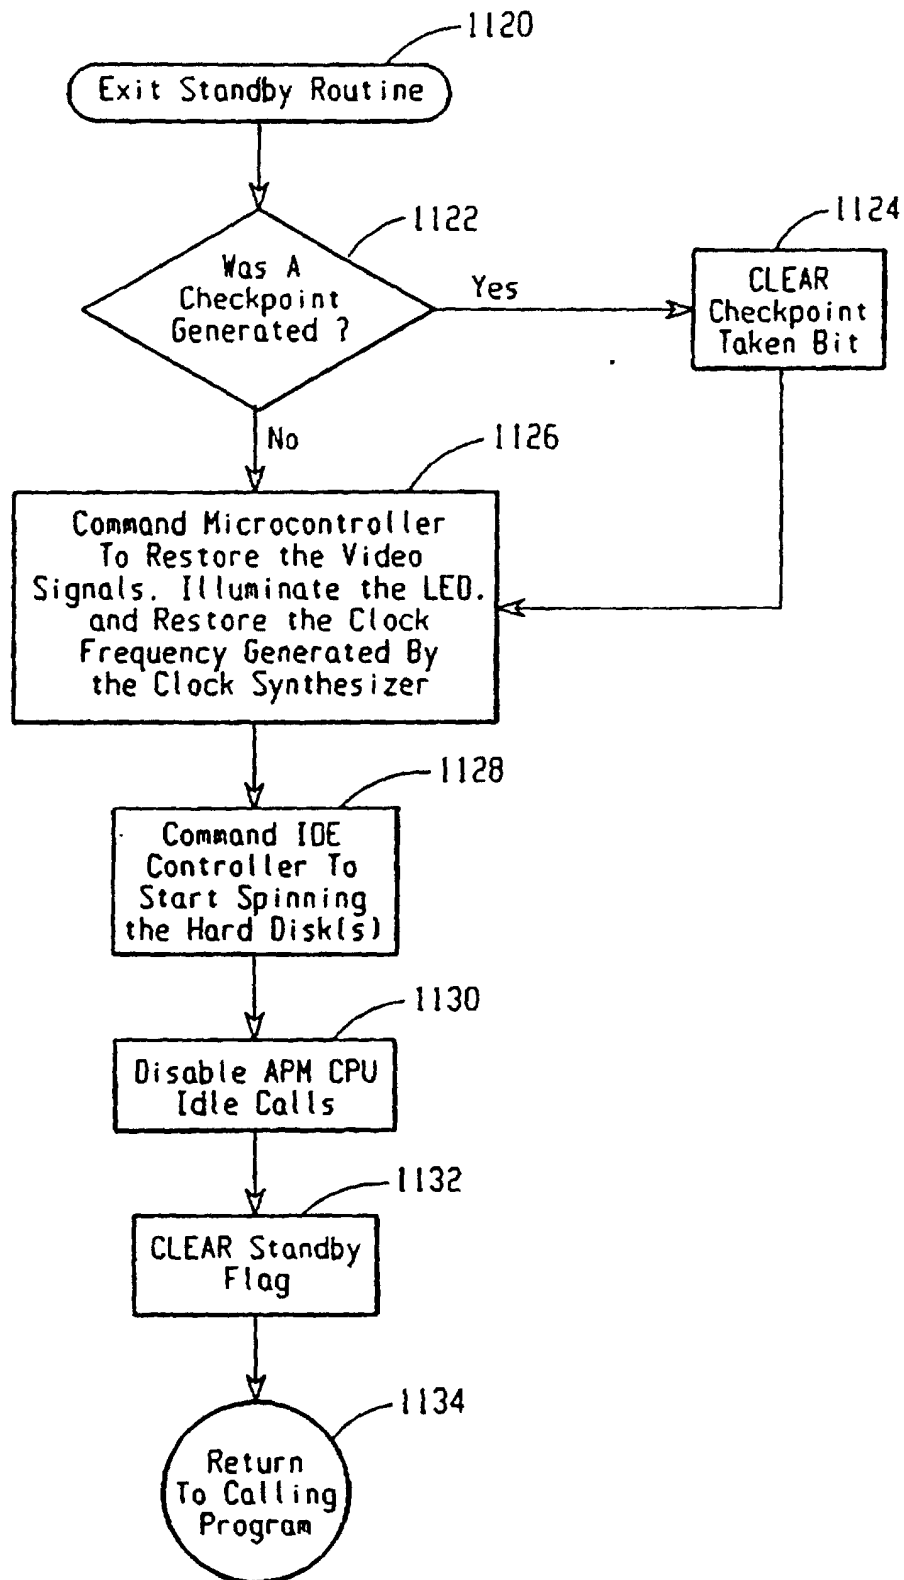 1120
Exit Standby Routine
1122
Was A
Checkpoint
Generated ?
Yes
1124
CLEAR
Checkpoint
Taken Bit
No
1126
Command Microcontroller
To Restore the Video
Signals. Illuminate the LED.
and Restore the Clock
Frequency Generated By
the Clock Synthesizer
1128
Command IDE
Controller To
Start Spinning
the Hard Disk(s)
1130
Disable APM CPU
Idle Calls
1132
CLEAR Standby
Flag
1134
Return
To Calling
Program